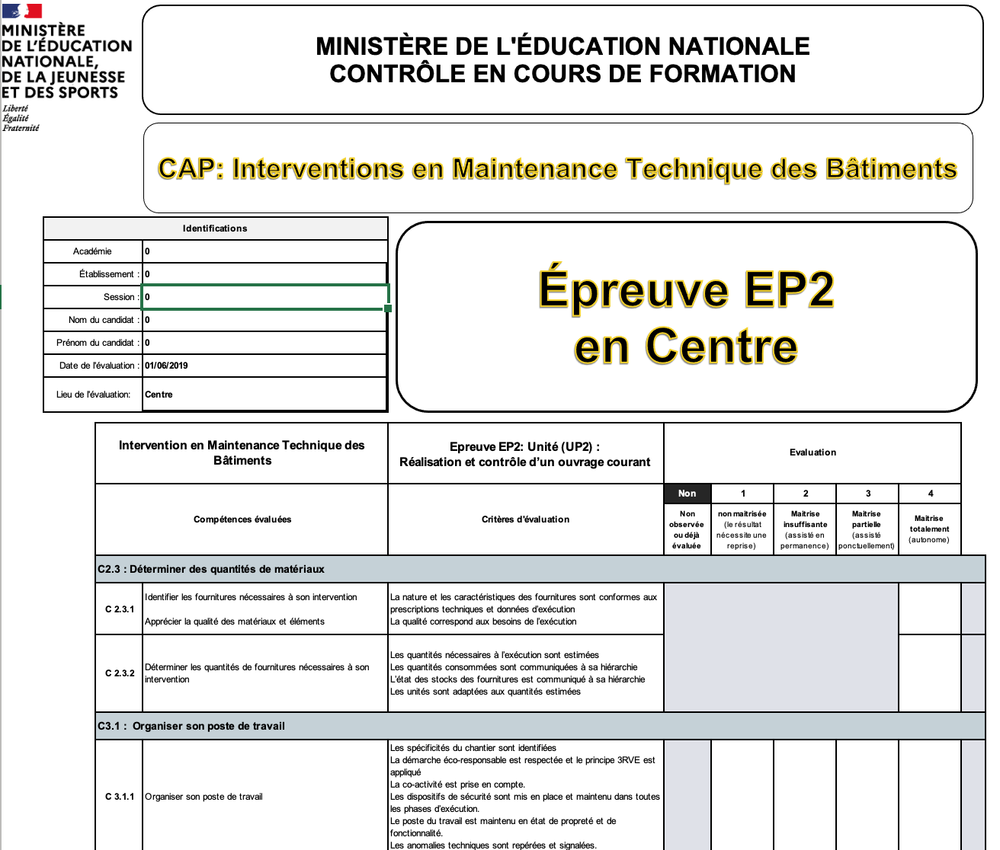 MINISTÈRE
DE L'ÉDUCATION
NATIONALE,
DE LA JEUNESSE
ET DES SPORTS
Liberté
Égalité
Fraternité
MINISTÈRE DE L'ÉDUCATION NATIONALE
CONTRÔLE EN COURS DE FORMATION
CAP: Interventions en Maintenance Technique des Bâtiments
Identifications
Académie 0
Établissement : 0
Session : 0
Nom du candidat : 0
Prénom du candidat : 0
Date de l'évaluation : 01/06/2019
Lieu de l'évaluation: Centre
Épreuve EP2
en Centre
Intervention en Maintenance Technique des
Bâtiments
Epreuve EP2: Unité (UP2) :
Réalisation et contrôle d'un ouvrage courant
Evaluation
Compétences évaluées
Critères d'évaluation
Non
1
2
3
4
Non
observée
ou déjà
évaluée
non maitrisée
(le résultat
nécessite une
reprise)
Maitrise
insuffisante
(assisté en
permanence)
Maitrise
partielle
(assisté
ponctuellement)
Maitrise
totalement
(autonome)
C2.3 : Déterminer des quantités de matériaux
C 2.3.1
Identifier les fournitures nécessaires à son intervention
Apprécier la qualité des matériaux et éléments
La nature et les caractéristiques des fournitures sont conformes aux
prescriptions techniques et données d'exécution
La qualité correspond aux besoins de l'exécution
C 2.3.2
Déterminer les quantités de fournitures nécessaires à son
intervention
Les quantités nécessaires à l'exécution sont estimées
Les quantités consommées sont communiquées à sa hiérarchie
L'état des stocks des fournitures est communiqué à sa hiérarchie
Les unités sont adaptées aux quantités estimées
C3.1 : Organiser son poste de travail
C 3.1.1
Organiser son poste de travail
Les spécificités du chantier sont identifiées
La démarche éco-responsable est respectée et le principe 3RVE est
appliqué
La co-activité est prise en compte.
Les dispositifs de sécurité sont mis en place et maintenu dans toutes
les phases d'exécution.
Le poste du travail est maintenu en état de propreté et de
fonctionnalité.
Les anomalies techniques sont repérées et signalées.